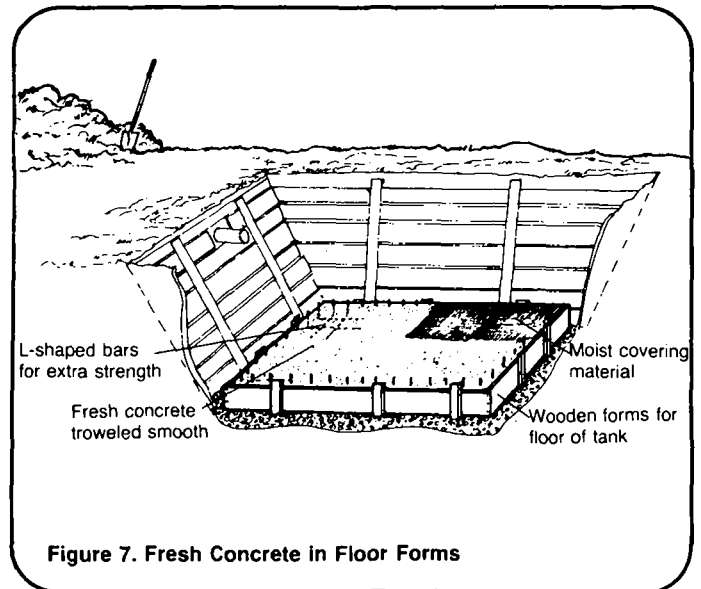 L-shaped bars
for extra strength
Fresh concrete
troweled smooth
Moist covering
material
Wooden forms for
floor of tank
Figure 7. Fresh Concrete in Floor Forms